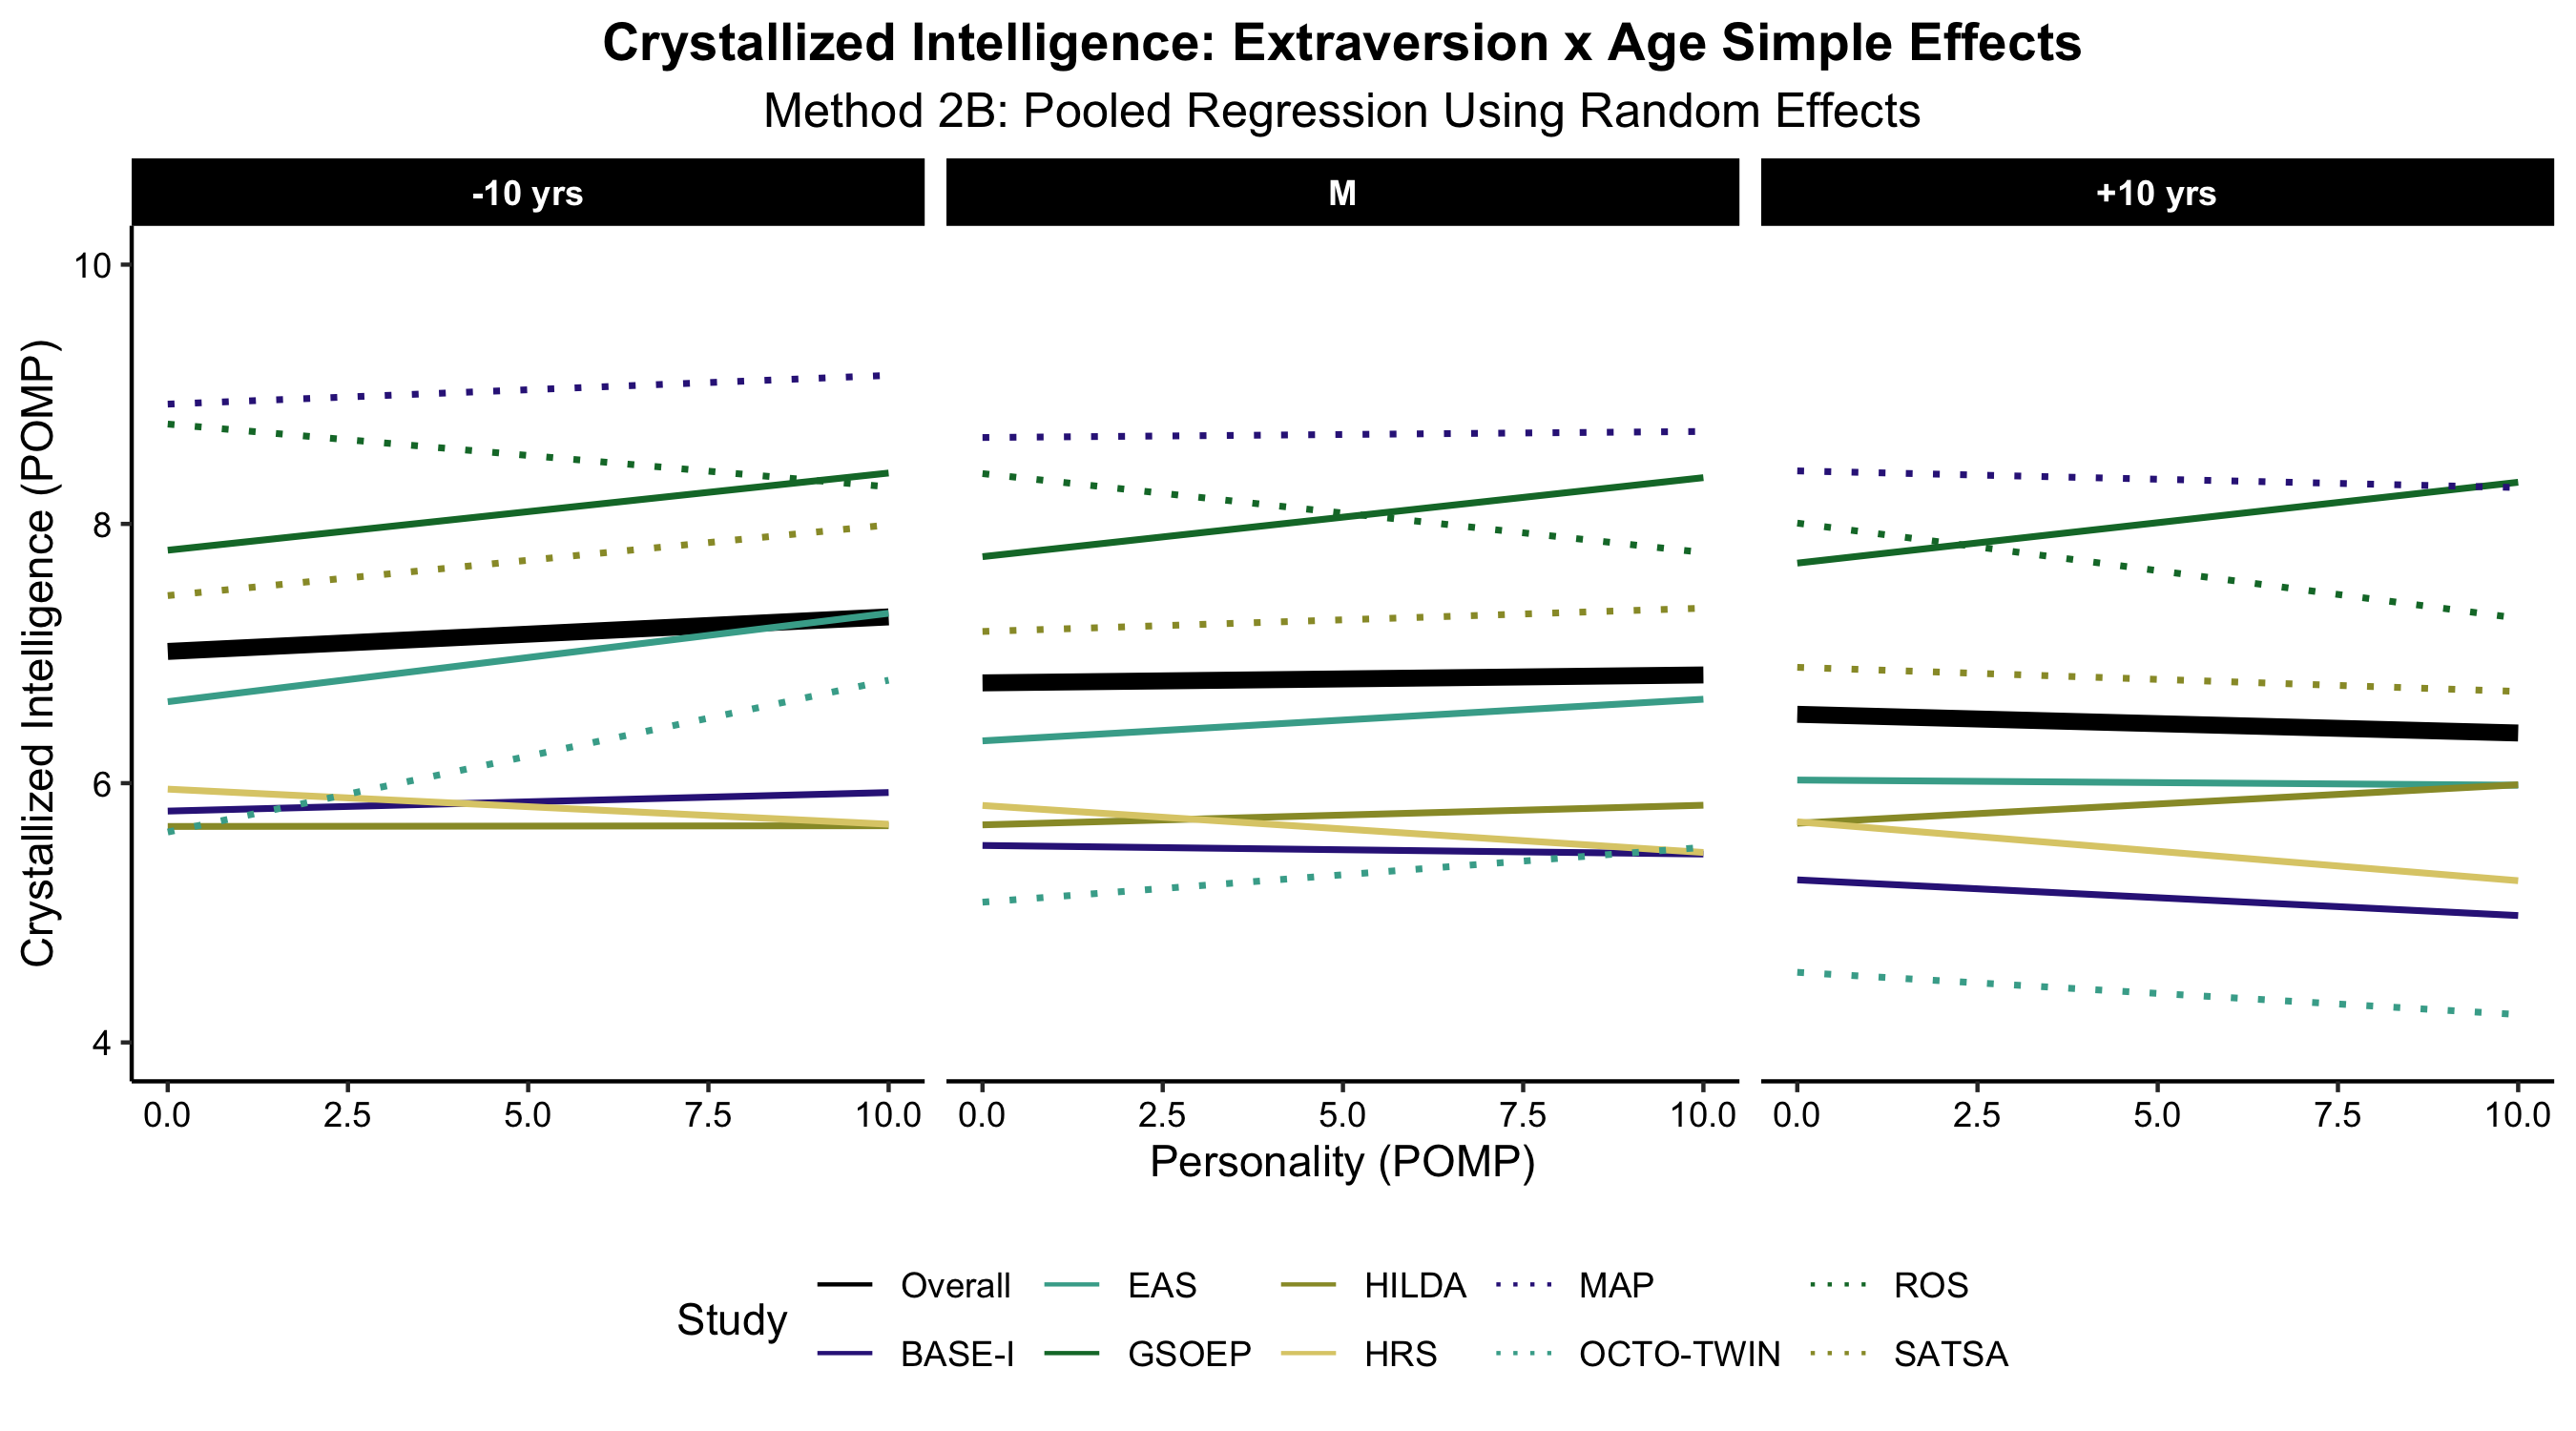 Crystallized Intelligence: Extraversion x Age Simple Effects
Method 2B: Pooled Regression Using Random Effects
-10 yrs
M
+10 yrs
Crystallized Intelligence (POMP)
10
8
6
4
0.0 2.5 5.0 7.5 10.0
0.0 2.5 5.0 7.5 10.0
0.0 2.5 5.0 7.5 10.0
Personality (POMP)
Study
Overall EAS HILDA MAP ROS
BASE-I GSOEP HRS OCTO-TWIN SATSA